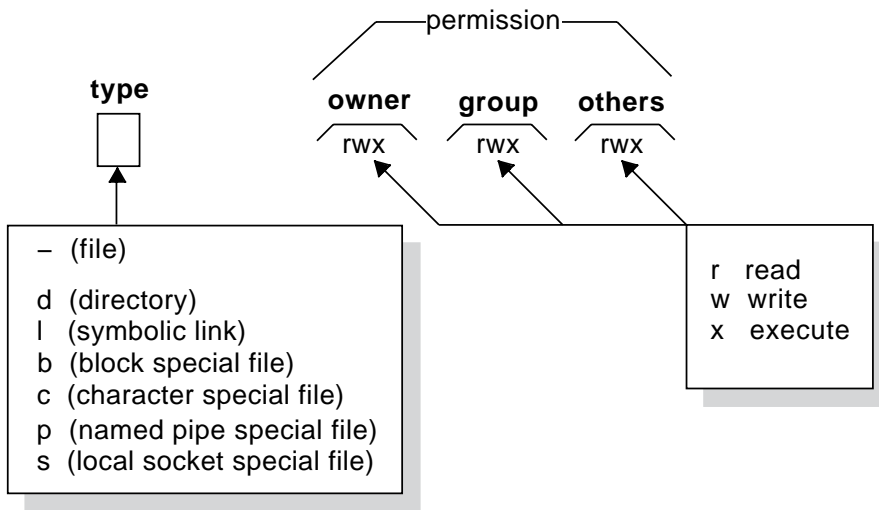 permission
type
owner group others
rwx rwx rwx
– (file)
d (directory)
l (symbolic link)
b (block special file)
c (character special file)
p (named pipe special file)
s (local socket special file)
r read
w write
x execute